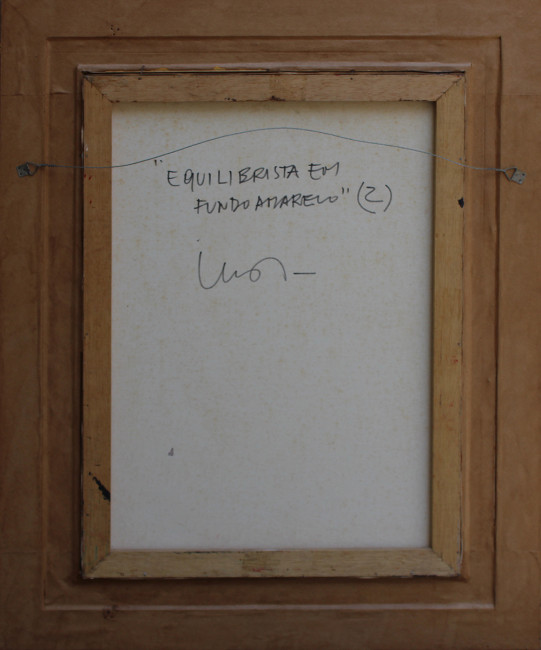 "EQUILIBRISTA EM
FUNDO AMARELO" (2)